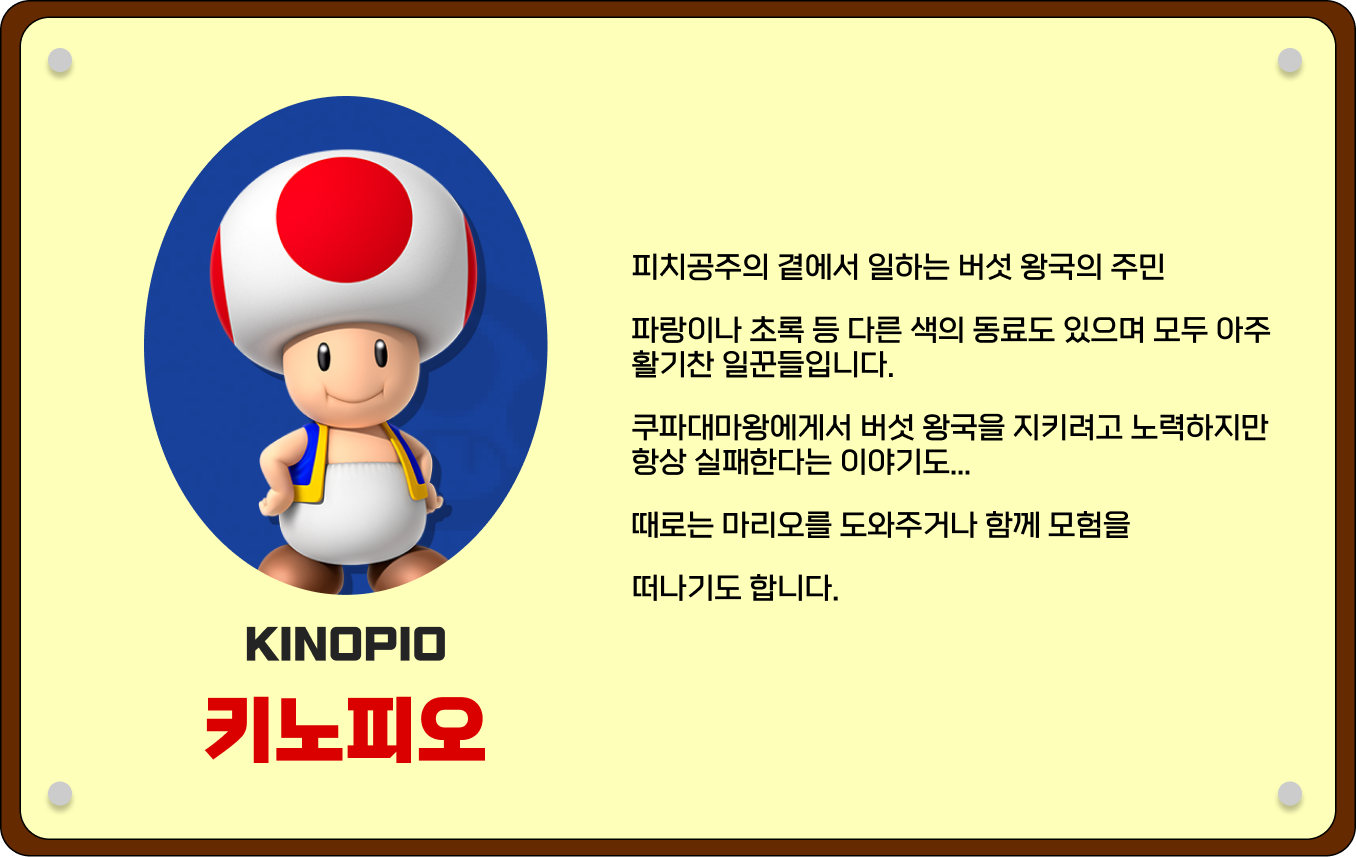 피치공주의 곁에서 일하는 버섯 왕국의 주민
파랑이나 초록 등 다른 색의 동료도 있으며 모두 아주
활기찬 일꾼들입니다.
쿠파대마왕에게서 버섯 왕국을 지키려고 노력하지만
항상 실패한다는 이야기도...
때로는 마리오를 도와주거나 함께 모험을
떠나기도 합니다.
KINOPIO
키노피오